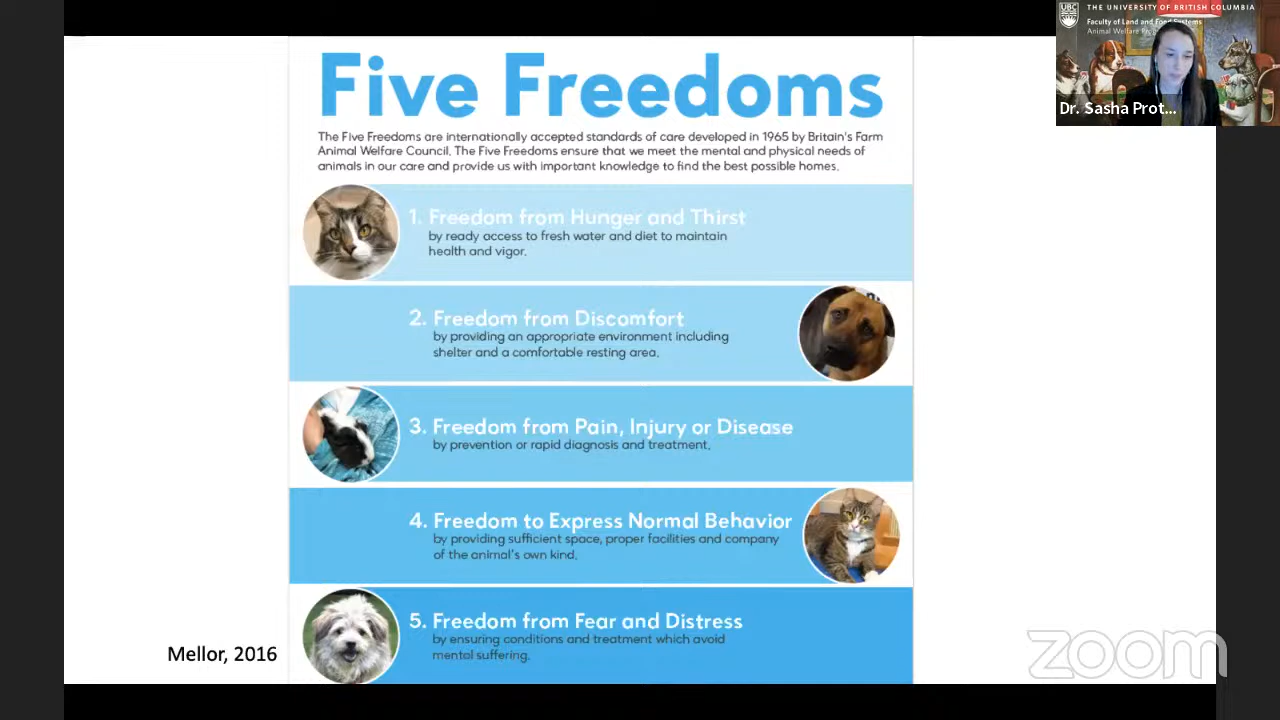 Five Freedoms
The Five Freedoms are internationally accepted standards of care developed in 1965 by Britain's Farm
Animal Welfare Council. The Five Freedoms ensure that we meet the mental and physical needs of
animals in our care and provide us with important knowledge to find the best possible homes.
1. Freedom from Hunger and Thirst
by ready access to fresh water and diet to maintain
health and vigor.
2. Freedom from Discomfort
by providing an appropriate environment including
shelter and a comfortable resting area.
3. Freedom from Pain, Injury or Disease
by prevention or rapid diagnosis and treatment.
4. Freedom to Express Normal Behavior
by providing sufficient space, proper facilities and company
of the animal's own kind.
5. Freedom from Fear and Distress
by ensuring conditions and treatment which avoid
mental suffering.
Mellor, 2016
UBC
THE UNIVERSITY OF BRITISH COLUMBIA
Faculty of Land and Food Systems
Animal Welfare
Dr. Sasha Prot...
zoom